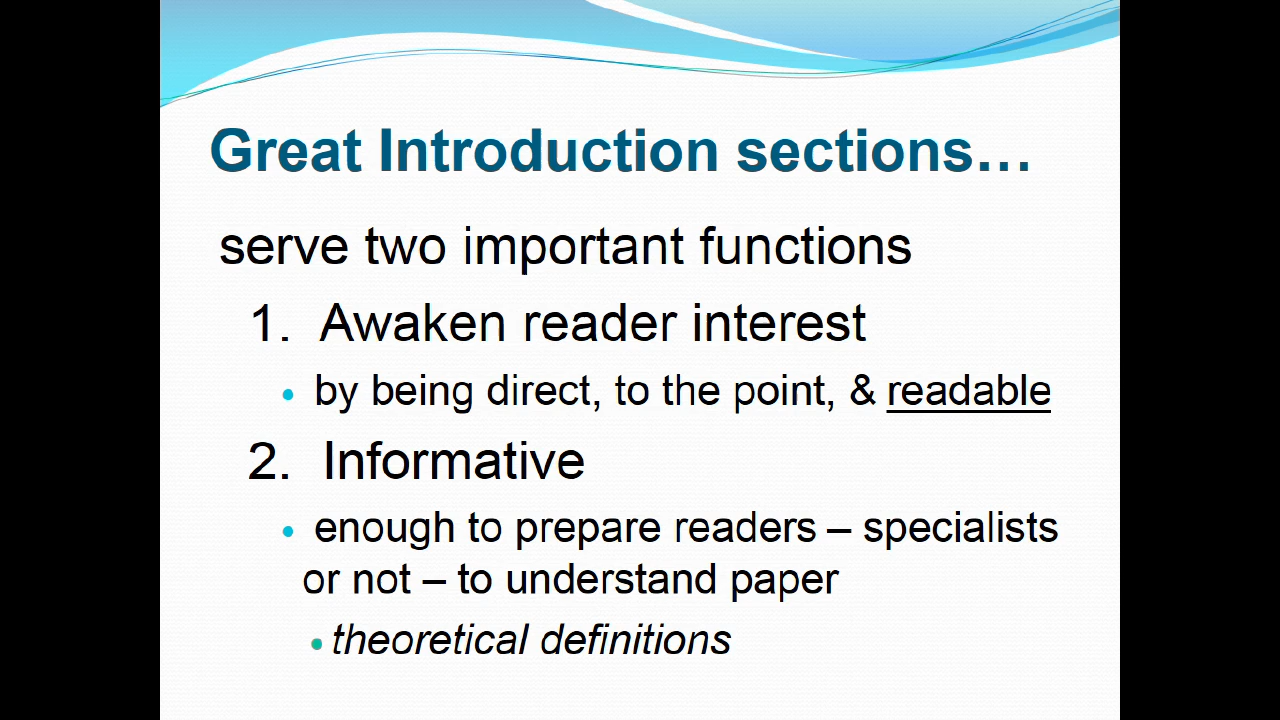 Great Introduction sections…
serve two important functions
1. Awaken reader interest
• by being direct, to the point, & readable
2. Informative
• enough to prepare readers – specialists
or not – to understand paper
• theoretical definitions